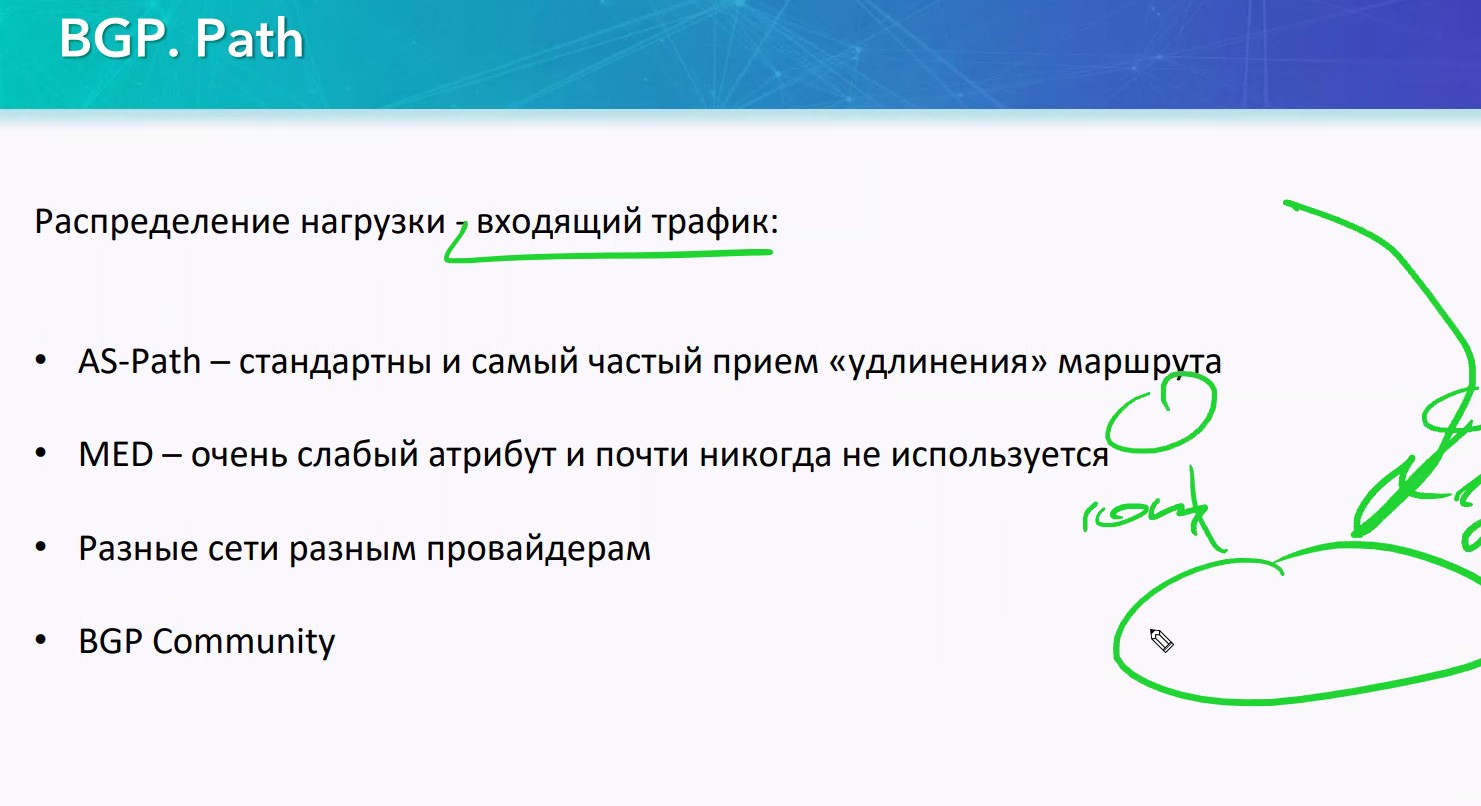 BGP. Path
Распределение нагрузки - входящий трафик:
• AS-Path – стандартны и самый частый прием «удлинения» маршрута
• MED – очень слабый атрибут и почти никогда не используется
• Разные сети разным провайдерам
• BGP Community